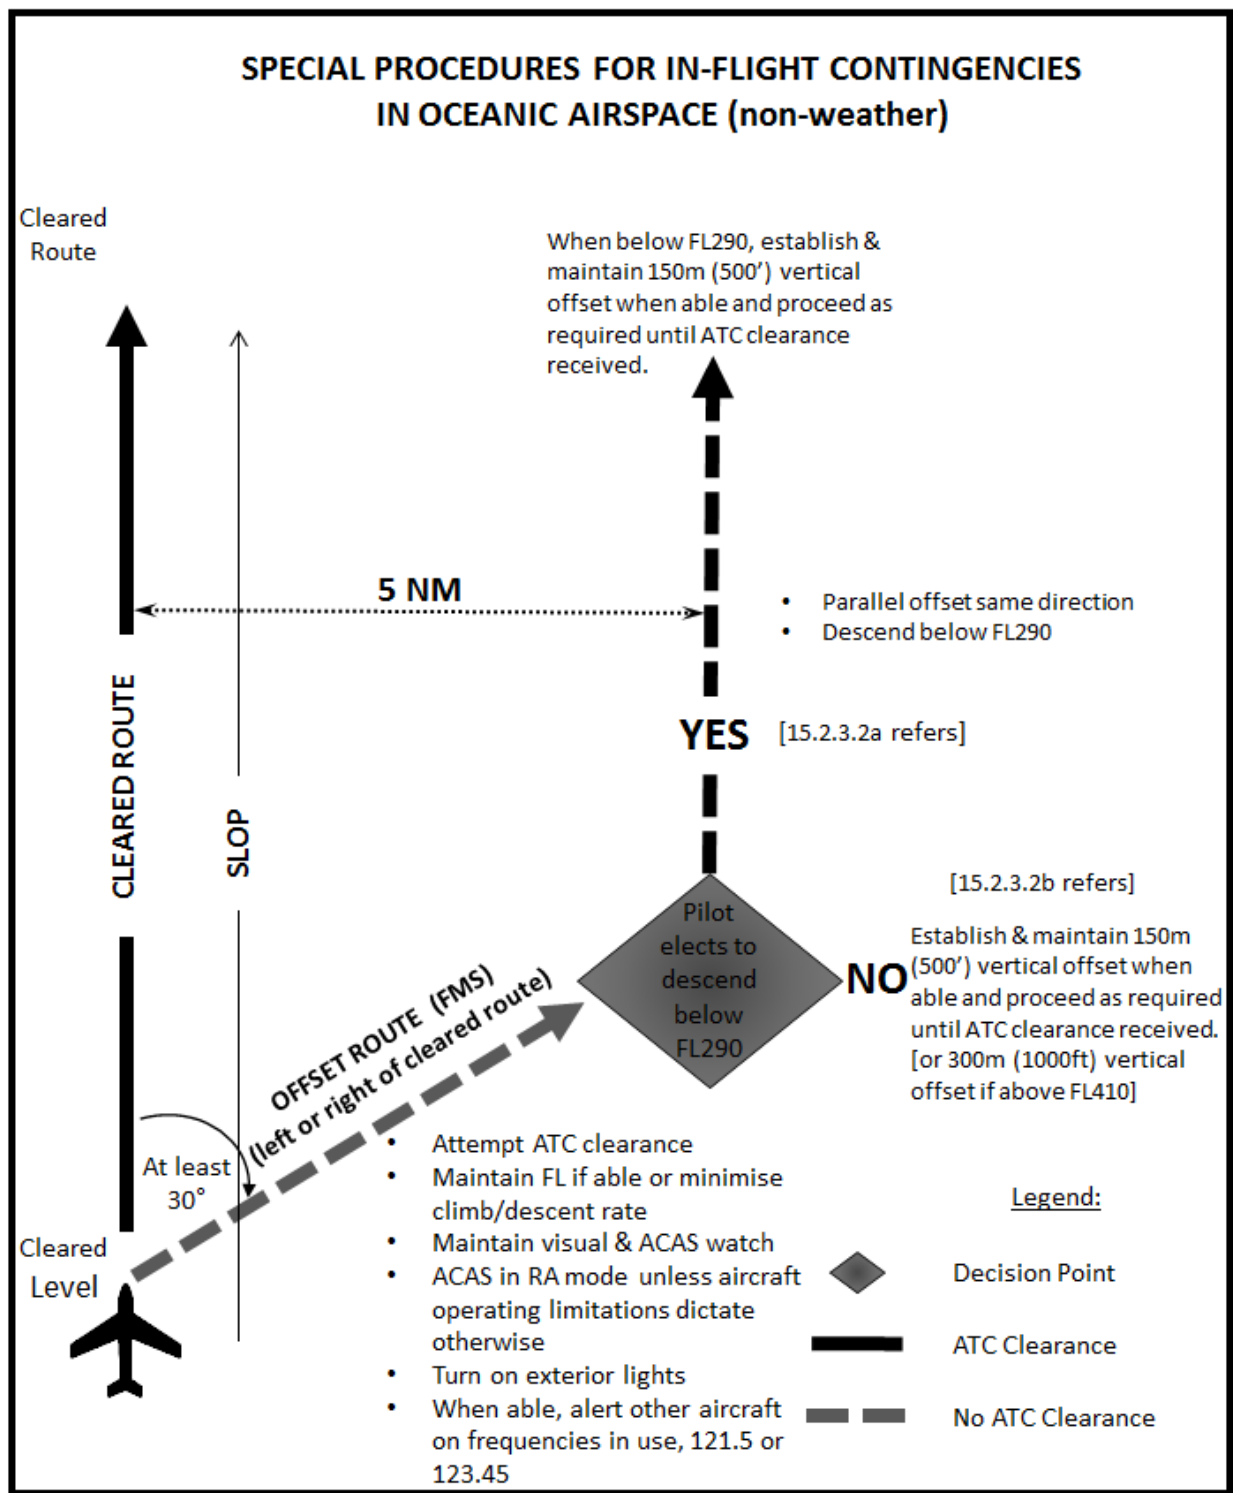 SPECIAL PROCEDURES FOR IN-FLIGHT CONTINGENCIES
IN OCEANIC AIRSPACE (non-weather)
Cleared
Route
When below FL290, establish &
maintain 150m (500') vertical
offset when able and proceed as
required until ATC clearance
received.
5 NM
• Parallel offset same direction
• Descend below FL290
CLEARED ROUTE
SLOP
YES
[15.2.3.2a refers]
Pilot
elects to
descend
below
FL290
NO
[15.2.3.2b refers]
Establish & maintain 150m
(500') vertical offset when
able and proceed as required
until ATC clearance received.
[or 300m (1000ft) vertical
offset if above FL410]
OFFSET ROUTE (FMS)
(left or right of cleared route)
At least
30°
Cleared
Level
• Attempt ATC clearance
• Maintain FL if able or minimise
climb/descent rate
• Maintain visual & ACAS watch
• ACAS in RA mode unless aircraft
operating limitations dictate
otherwise
• Turn on exterior lights
• When able, alert other aircraft
on frequencies in use, 121.5 or
123.45
Legend:
Decision Point
ATC Clearance
No ATC Clearance